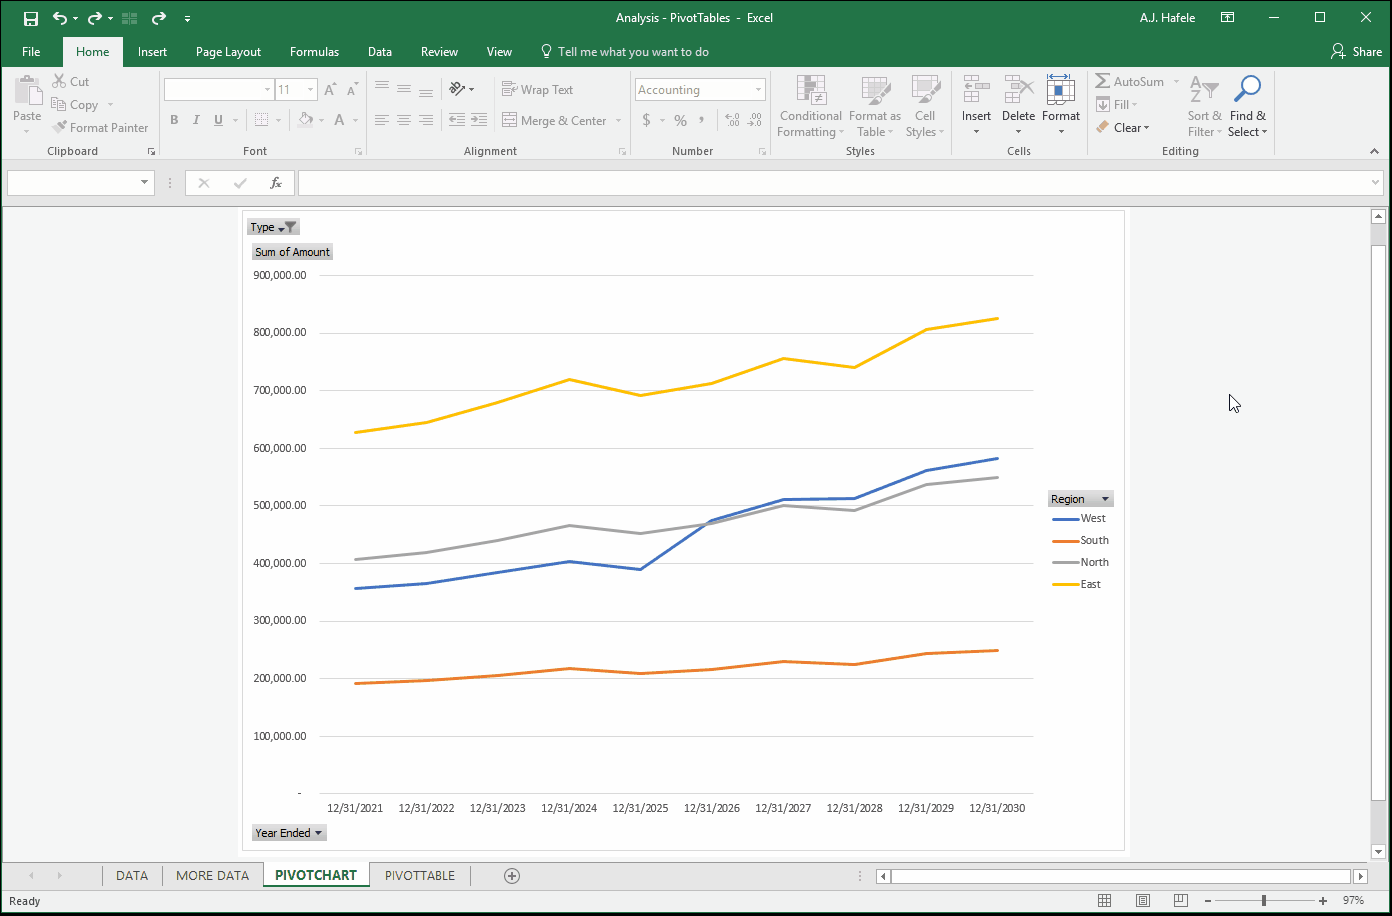 Analysis - PivotTables - Excel
A.J. Hafele
File Home Insert Page Layout Formulas Data Review View Tell me what you want to do Share
Paste
Cut
Copy
Format Painter
Clipboard
11
A A
B I U A
Font
Wrap Text
Merge & Center
Alignment
Accounting
$ % , .00 .00
Number
Conditional Formatting
Format as Table
Cell Styles
Styles
Insert Delete Format
Cells
AutoSum
Fill
Clear
Sort & Filter
Find & Select
Editing
fx
Type
Sum of Amount
900,000.00
800,000.00
700,000.00
600,000.00
500,000.00
400,000.00
300,000.00
200,000.00
100,000.00
-
Region
West
South
North
East
12/31/2021 12/31/2022 12/31/2023 12/31/2024 12/31/2025 12/31/2026 12/31/2027 12/31/2028 12/31/2029 12/31/2030
Year Ended
DATA MORE DATA PIVOTCHART PIVOTTABLE
Ready
97%